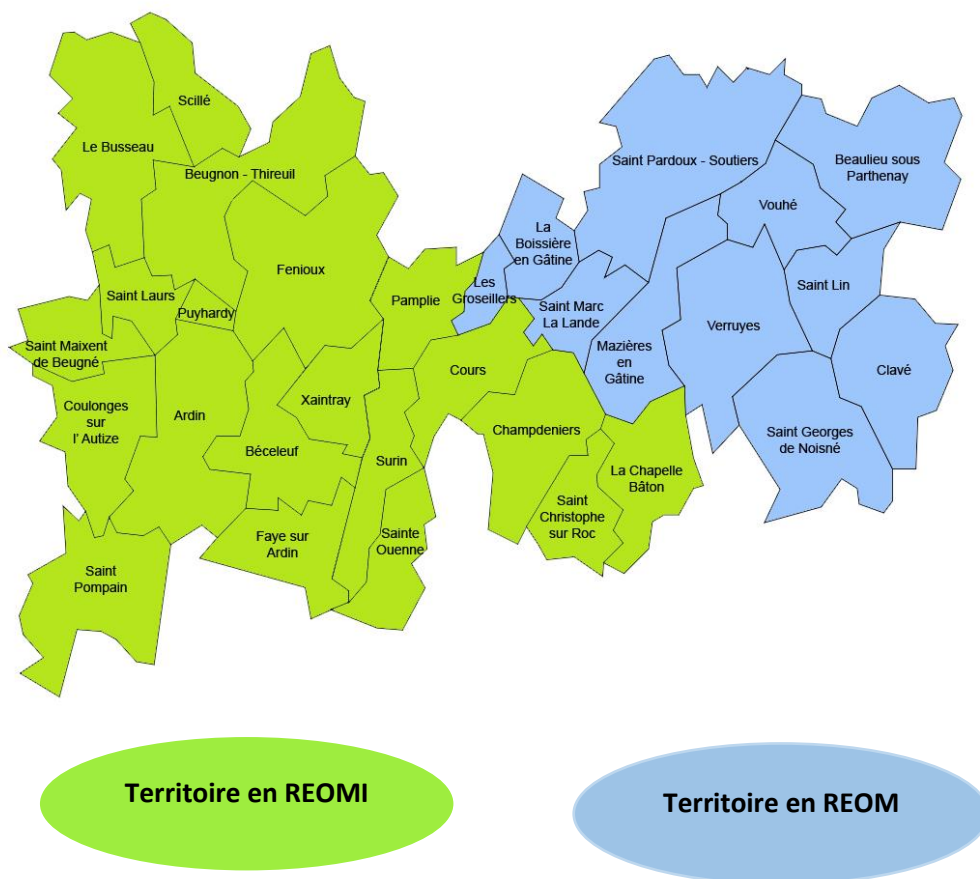 Scillé
Le Busseau
Beugnon - Thireuil
Saint Pardoux - Soutiers
Beaulieu sous
Parthenay
Vouhé
La
Boissière
en Gâtine
Fenioux
Les
Groseillers
Saint Lin
Saint Laurs
Puyhardy
Pamplie
Saint Marc
La Lande
Verruyes
Saint Maixent
de Beugné
Mazières
en
Gâtine
Cours
Clavé
Xaintray
Coulonges
sur
l' Autize
Ardin
Champdeniers
Saint Georges
de Noisné
Béceleuf
Surin
La Chapelle
Bâton
Saint
Christophe
sur Roc
Faye sur
Ardin
Sainte
Ouenne
Saint
Pompain
Territoire en REOMI
Territoire en REOM